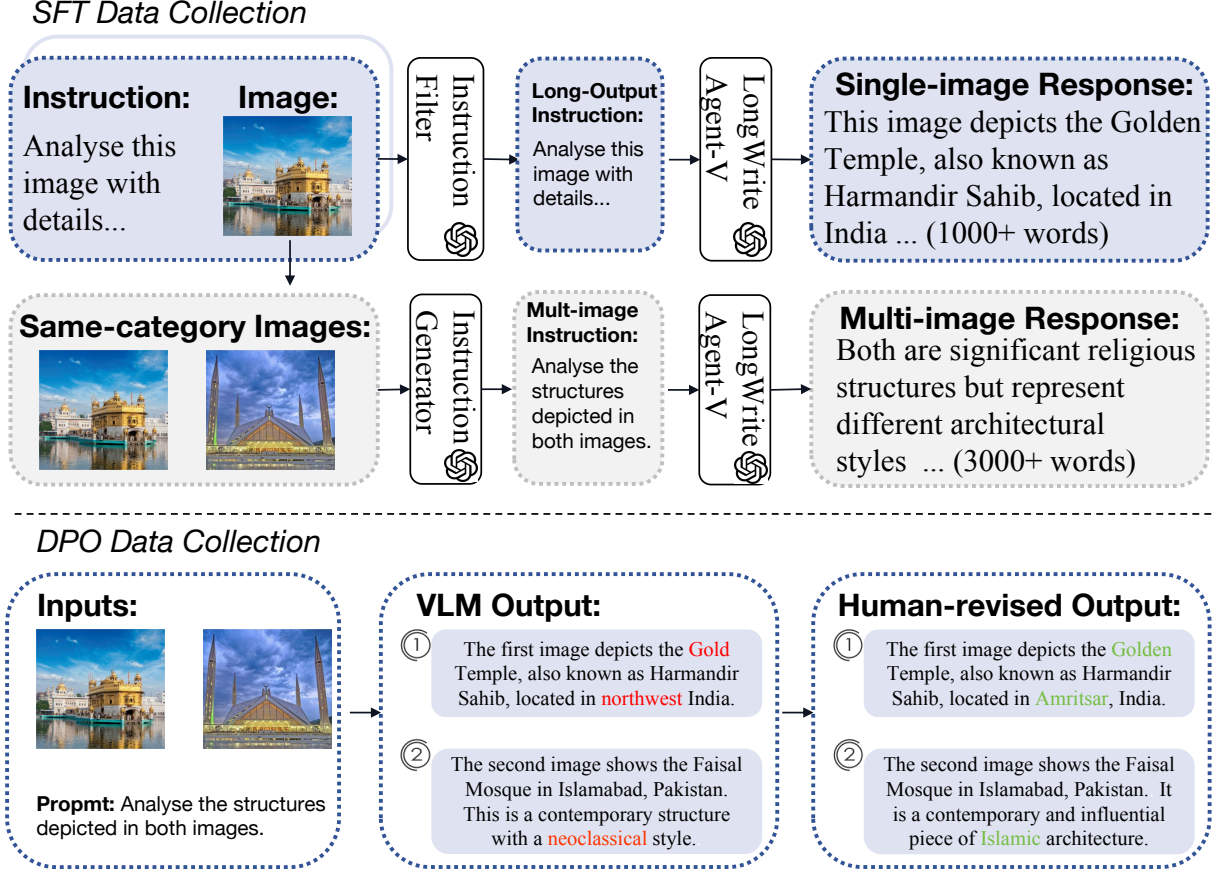 SFT Data Collection
Instruction:
Analyse this
image with
details...
Image:
Instruction
Filter
Long-Output
Instruction:
Analyse this
image with
details...
LongWrite
Agent-V
Single-image Response:
This image depicts the Golden
Temple, also known as
Harmandir Sahib, located in
India ... (1000+ words)
Same-category Images:
Instruction
Generator
Mult-image
Instruction:
Analyse the
structures
depicted in
both images.
LongWrite
Agent-V
Multi-image Response:
Both are significant religious
structures but represent
different architectural
styles ... (3000+ words)
DPO Data Collection
Inputs:
Propmt: Analyse the structures
depicted in both images.
VLM Output:
1
The first image depicts the Gold
Temple, also known as Harmandir
Sahib, located in northwest India.
2
The second image shows the Faisal
Mosque in Islamabad, Pakistan.
This is a contemporary structure
with a neoclassical style.
Human-revised Output:
1
The first image depicts the Golden
Temple, also known as Harmandir
Sahib, located in Amritsar, India.
2
The second image shows the Faisal
Mosque in Islamabad, Pakistan. It
is a contemporary and influential
piece of Islamic architecture.